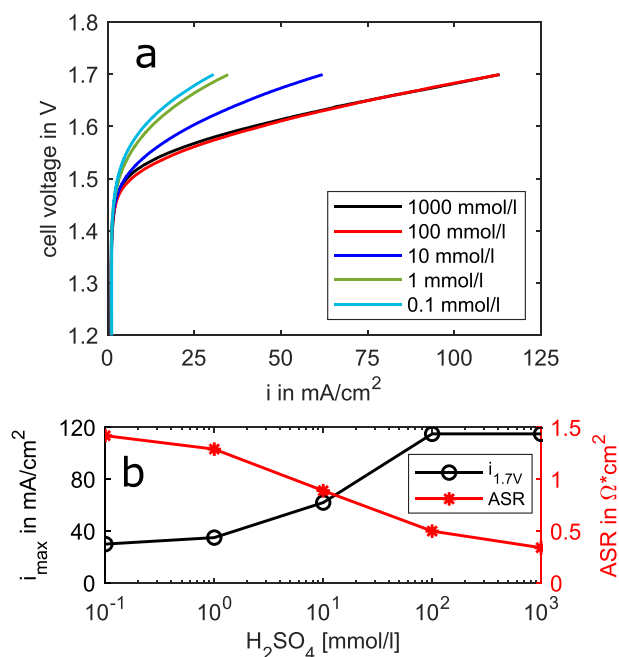 a
1.8
1.7
1.6
1.5
1.4
1.3
1.2
cell voltage in V
1000 mmol/l
100 mmol/l
10 mmol/l
1 mmol/l
0.1 mmol/l
0 25 50 75 100 125
i in mA/cm²
b
120
80
40
0
i_max in mA/cm²
i_1.7V
ASR
1.5
1
0.5
0
ASR in Ω*cm²
10⁻¹ 10⁰ 10¹ 10² 10³
H₂SO₄ [mmol/l]